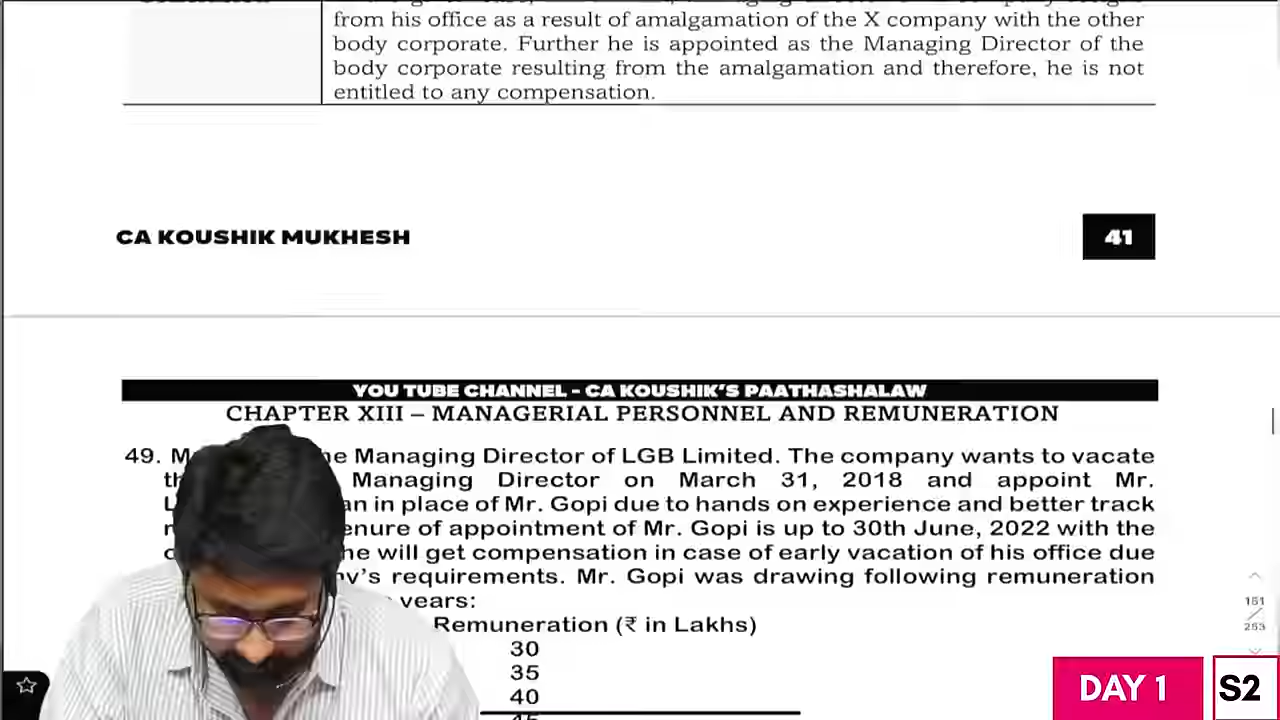 from his office as a result of amalgamation of the X company with the other
body corporate. Further he is appointed as the Managing Director of the
body corporate resulting from the amalgamation and therefore, he is not
entitled to any compensation.
CA KOUSHIK MUKHESH
41
YOU TUBE CHANNEL - CA KOUSHIK'S PAATHASHALAW
CHAPTER XIII – MANAGERIAL PERSONNEL AND REMUNERATION
49. Managing Director of LGB Limited. The company wants to vacate
Managing Director on March 31, 2018 and appoint Mr.
in place of Mr. Gopi due to hands on experience and better track
of appointment of Mr. Gopi is up to 30th June, 2022 with the
he will get compensation in case of early vacation of his office due
requirements. Mr. Gopi was drawing following remuneration
years:
Remuneration (₹ in Lakhs)
30
35
40
151
253
DAY 1
S2